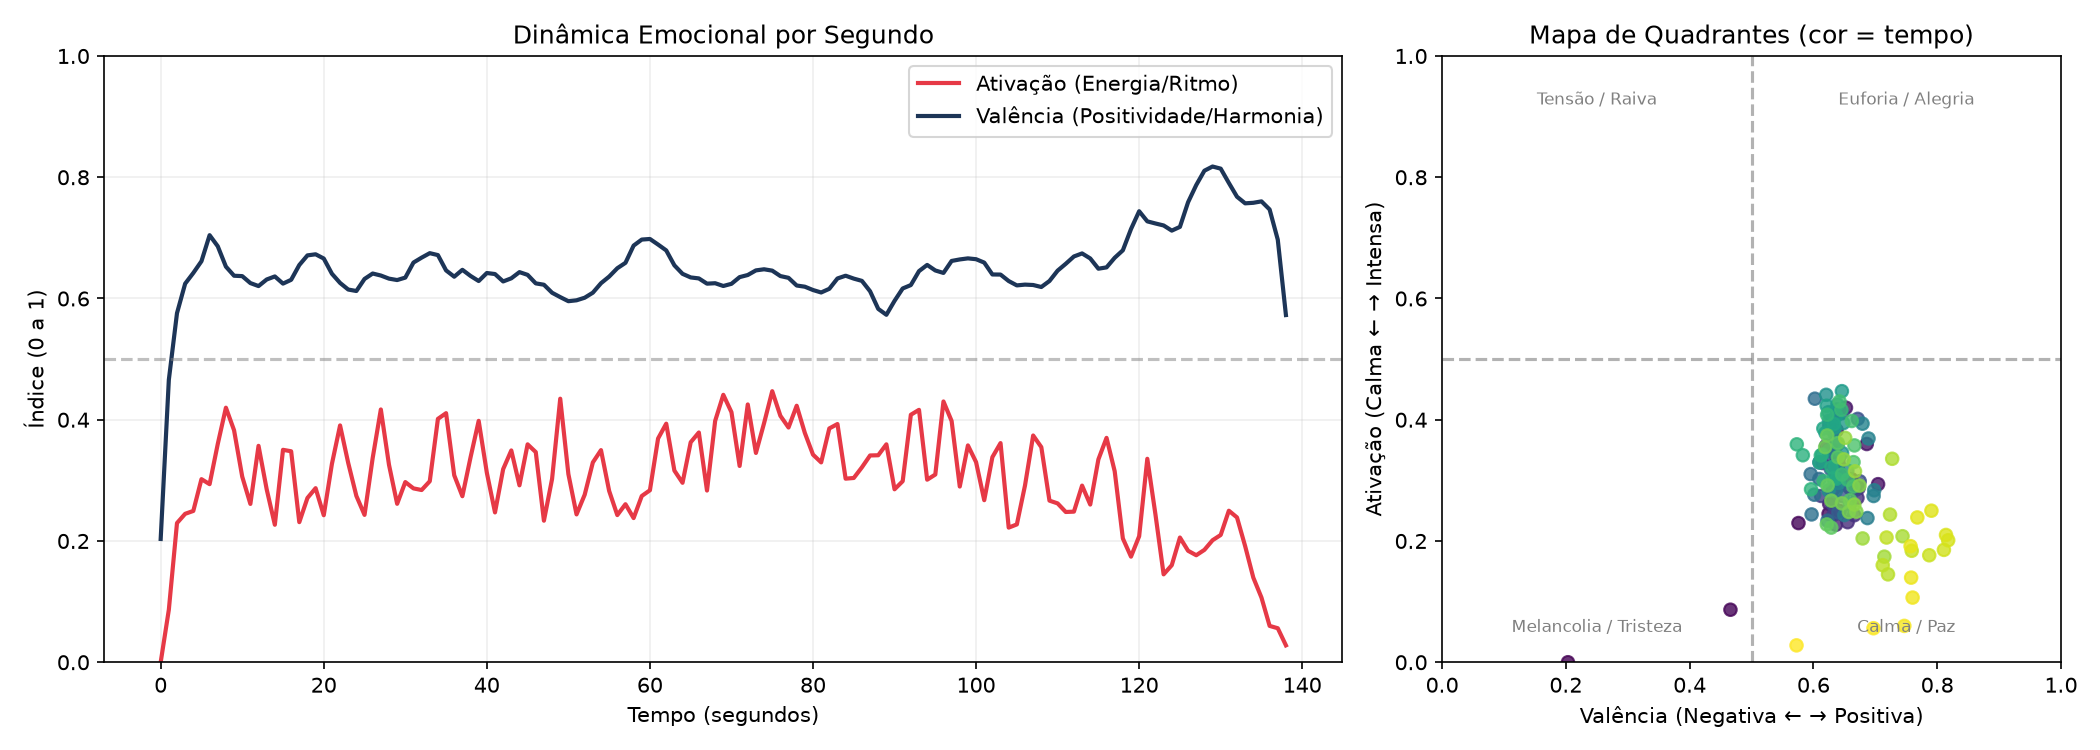 Dinâmica Emocional por Segundo
Índice (0 a 1)
1.0
0.8
0.6
0.4
0.2
0.0
Ativação (Energia/Ritmo)
Valência (Positividade/Harmonia)
0 20 40 60 80 100 120 140
Tempo (segundos)
Mapa de Quadrantes (cor = tempo)
Ativação (Calma ← → Intensa)
1.0
0.8
0.6
0.4
0.2
0.0
Tensão / Raiva
Euforia / Alegria
Melancolia / Tristeza
Calma / Paz
0.0 0.2 0.4 0.6 0.8 1.0
Valência (Negativa ← → Positiva)